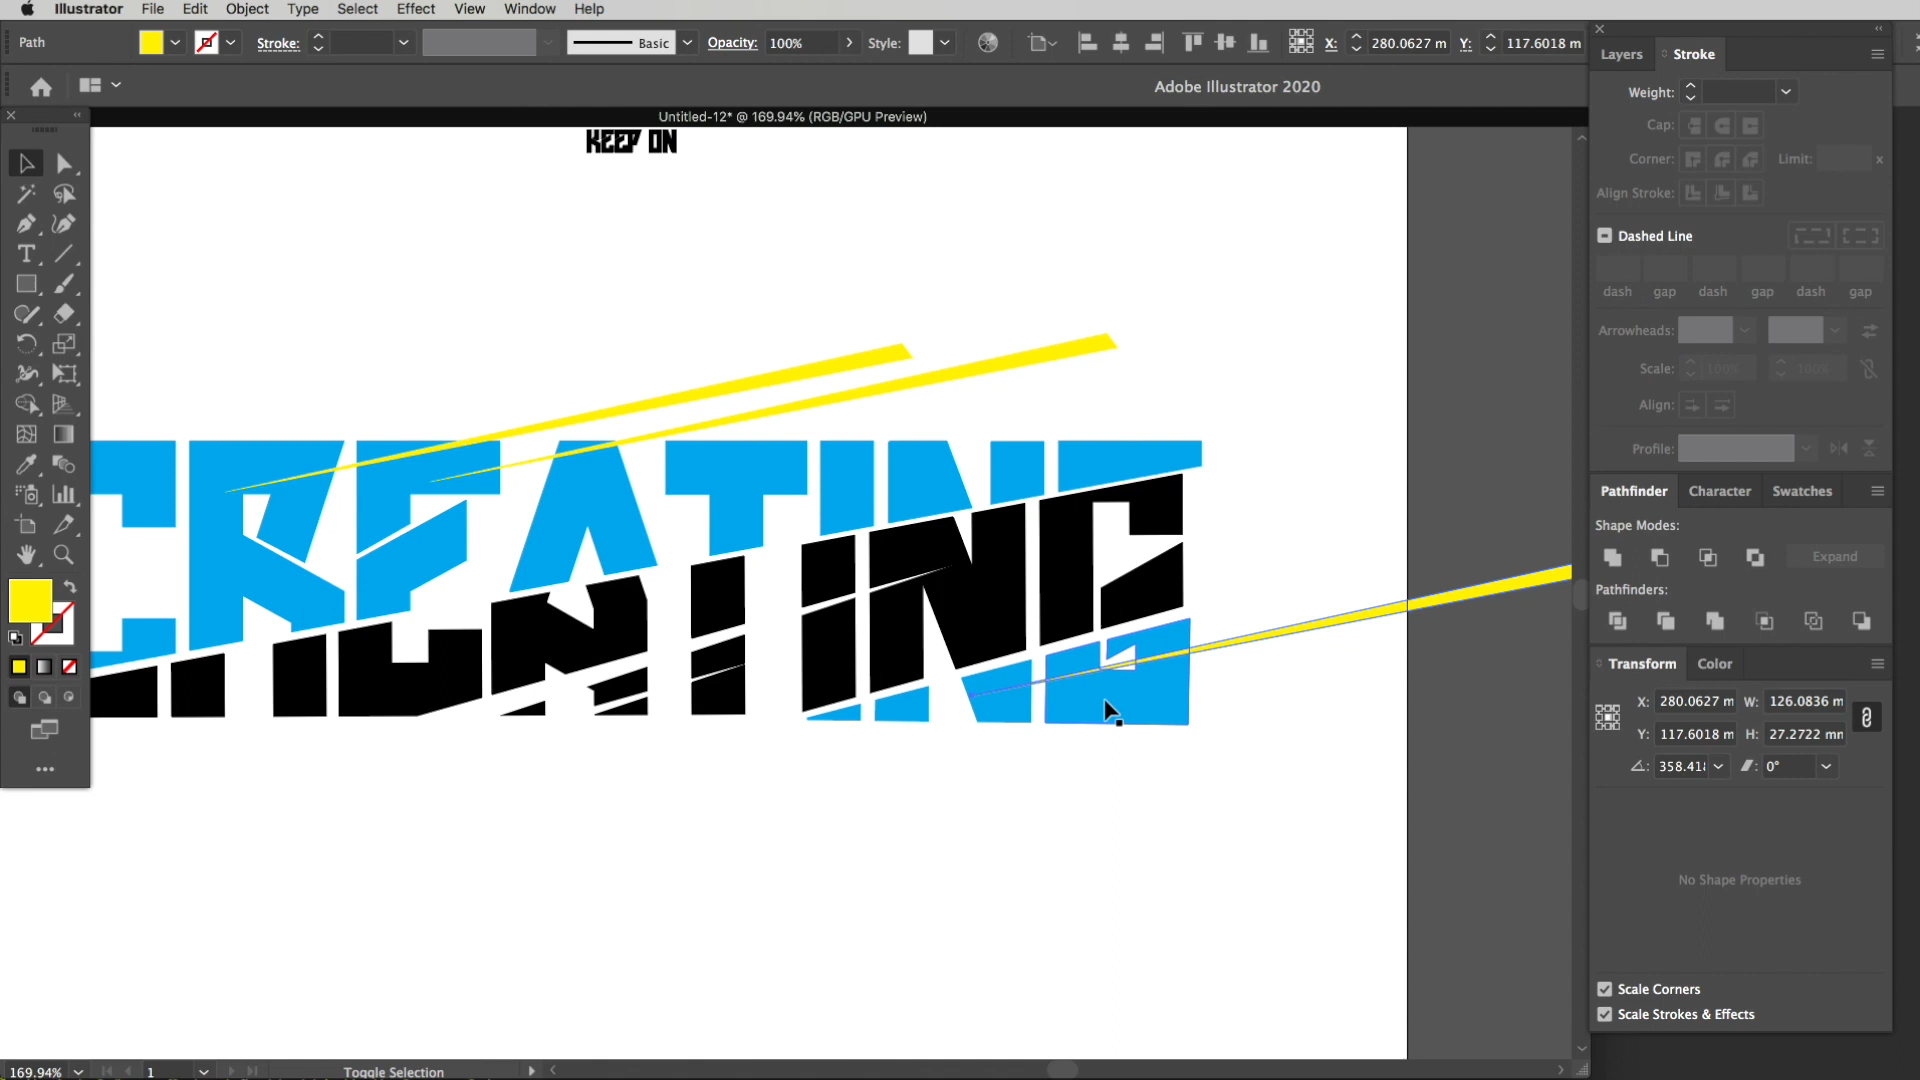 Illustrator File Edit Object Type Select Effect View Window Help
Path Stroke: Basic Opacity: 100% Style: X: 280.0627 m Y: 117.6018 m
Adobe Illustrator 2020
Untitled-12* @ 169.94% (RGB/GPU Preview)
KEEP ON
CREATING
Layers Stroke
Weight:
Cap:
Corner: Limit: x
Align Stroke:
Dashed Line
dash gap dash gap dash gap
Arrowheads:
Scale: 100% 100%
Align:
Profile:
Pathfinder Character Swatches
Shape Modes:
Expand
Pathfinders:
Transform Color
X: 280.0627 m W: 126.0836 m
Y: 117.6018 m H: 27.2722 mm
358.41 0°
No Shape Properties
Scale Corners
Scale Strokes & Effects
169.94% 1 Toggle Selection